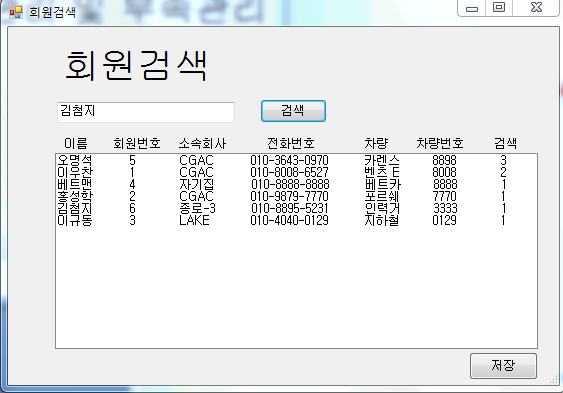 회원검색
회원검색
김첨지 검색
이름 회원번호 소속회사 전화번호 차량 차량번호 검색
오명석 5 CGAC 010-3643-0970 카렌스 8898 3
이우찬 1 CGAC 010-8008-6527 벤츠 E 8008 2
베트맨 4 자기집 010-8888-8888 베트카 8888 1
홍성학 2 CGAC 010-9879-7770 포르쉐 7770 1
김첨지 6 종로-3 010-8895-5231 인력거 3333 1
이규동 3 LAKE 010-4040-0129 지하철 0129 1
저장